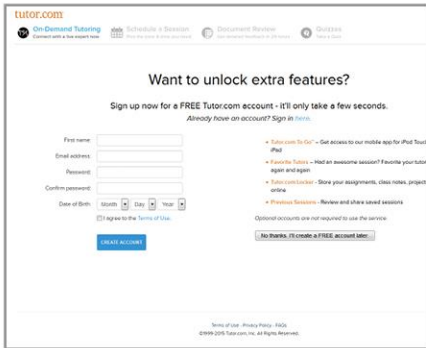 tutor.com
On-Demand Tutoring
Connect with a live expert now
Schedule a Session
Document Review
Quizzes
Want to unlock extra features?
Sign up now for a FREE Tutor.com account - it'll only take a few seconds.
Already have an account? Sign in here.
First name:
Email address:
Password:
Confirm password:
Date of Birth: Month Day Year
I agree to the Terms of Use.
CREATE ACCOUNT
• Tutor.com To Go™ – Get access to our mobile app for iPod Touc
iPad
• Favorite Tutors – Had an awesome session? Favorite your tutor
again and again
• Tutor.com Locker - Store your assignments, class notes, project
online
• Previous Sessions - Review and share saved sessions
Optional accounts are not required to use the service
No thanks, I'll create a FREE account later
Terms of Use - Privacy Policy - FAQs
©1999-2015 Tutor.com, Inc. All Rights Reserved.